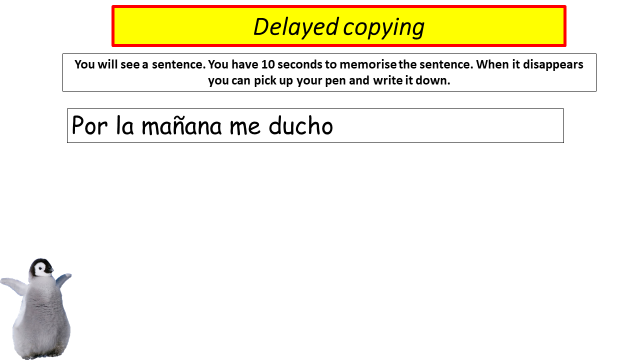 Delayed copying
You will see a sentence. You have 10 seconds to memorise the sentence. When it disappears
you can pick up your pen and write it down.
Por la mañana me ducho